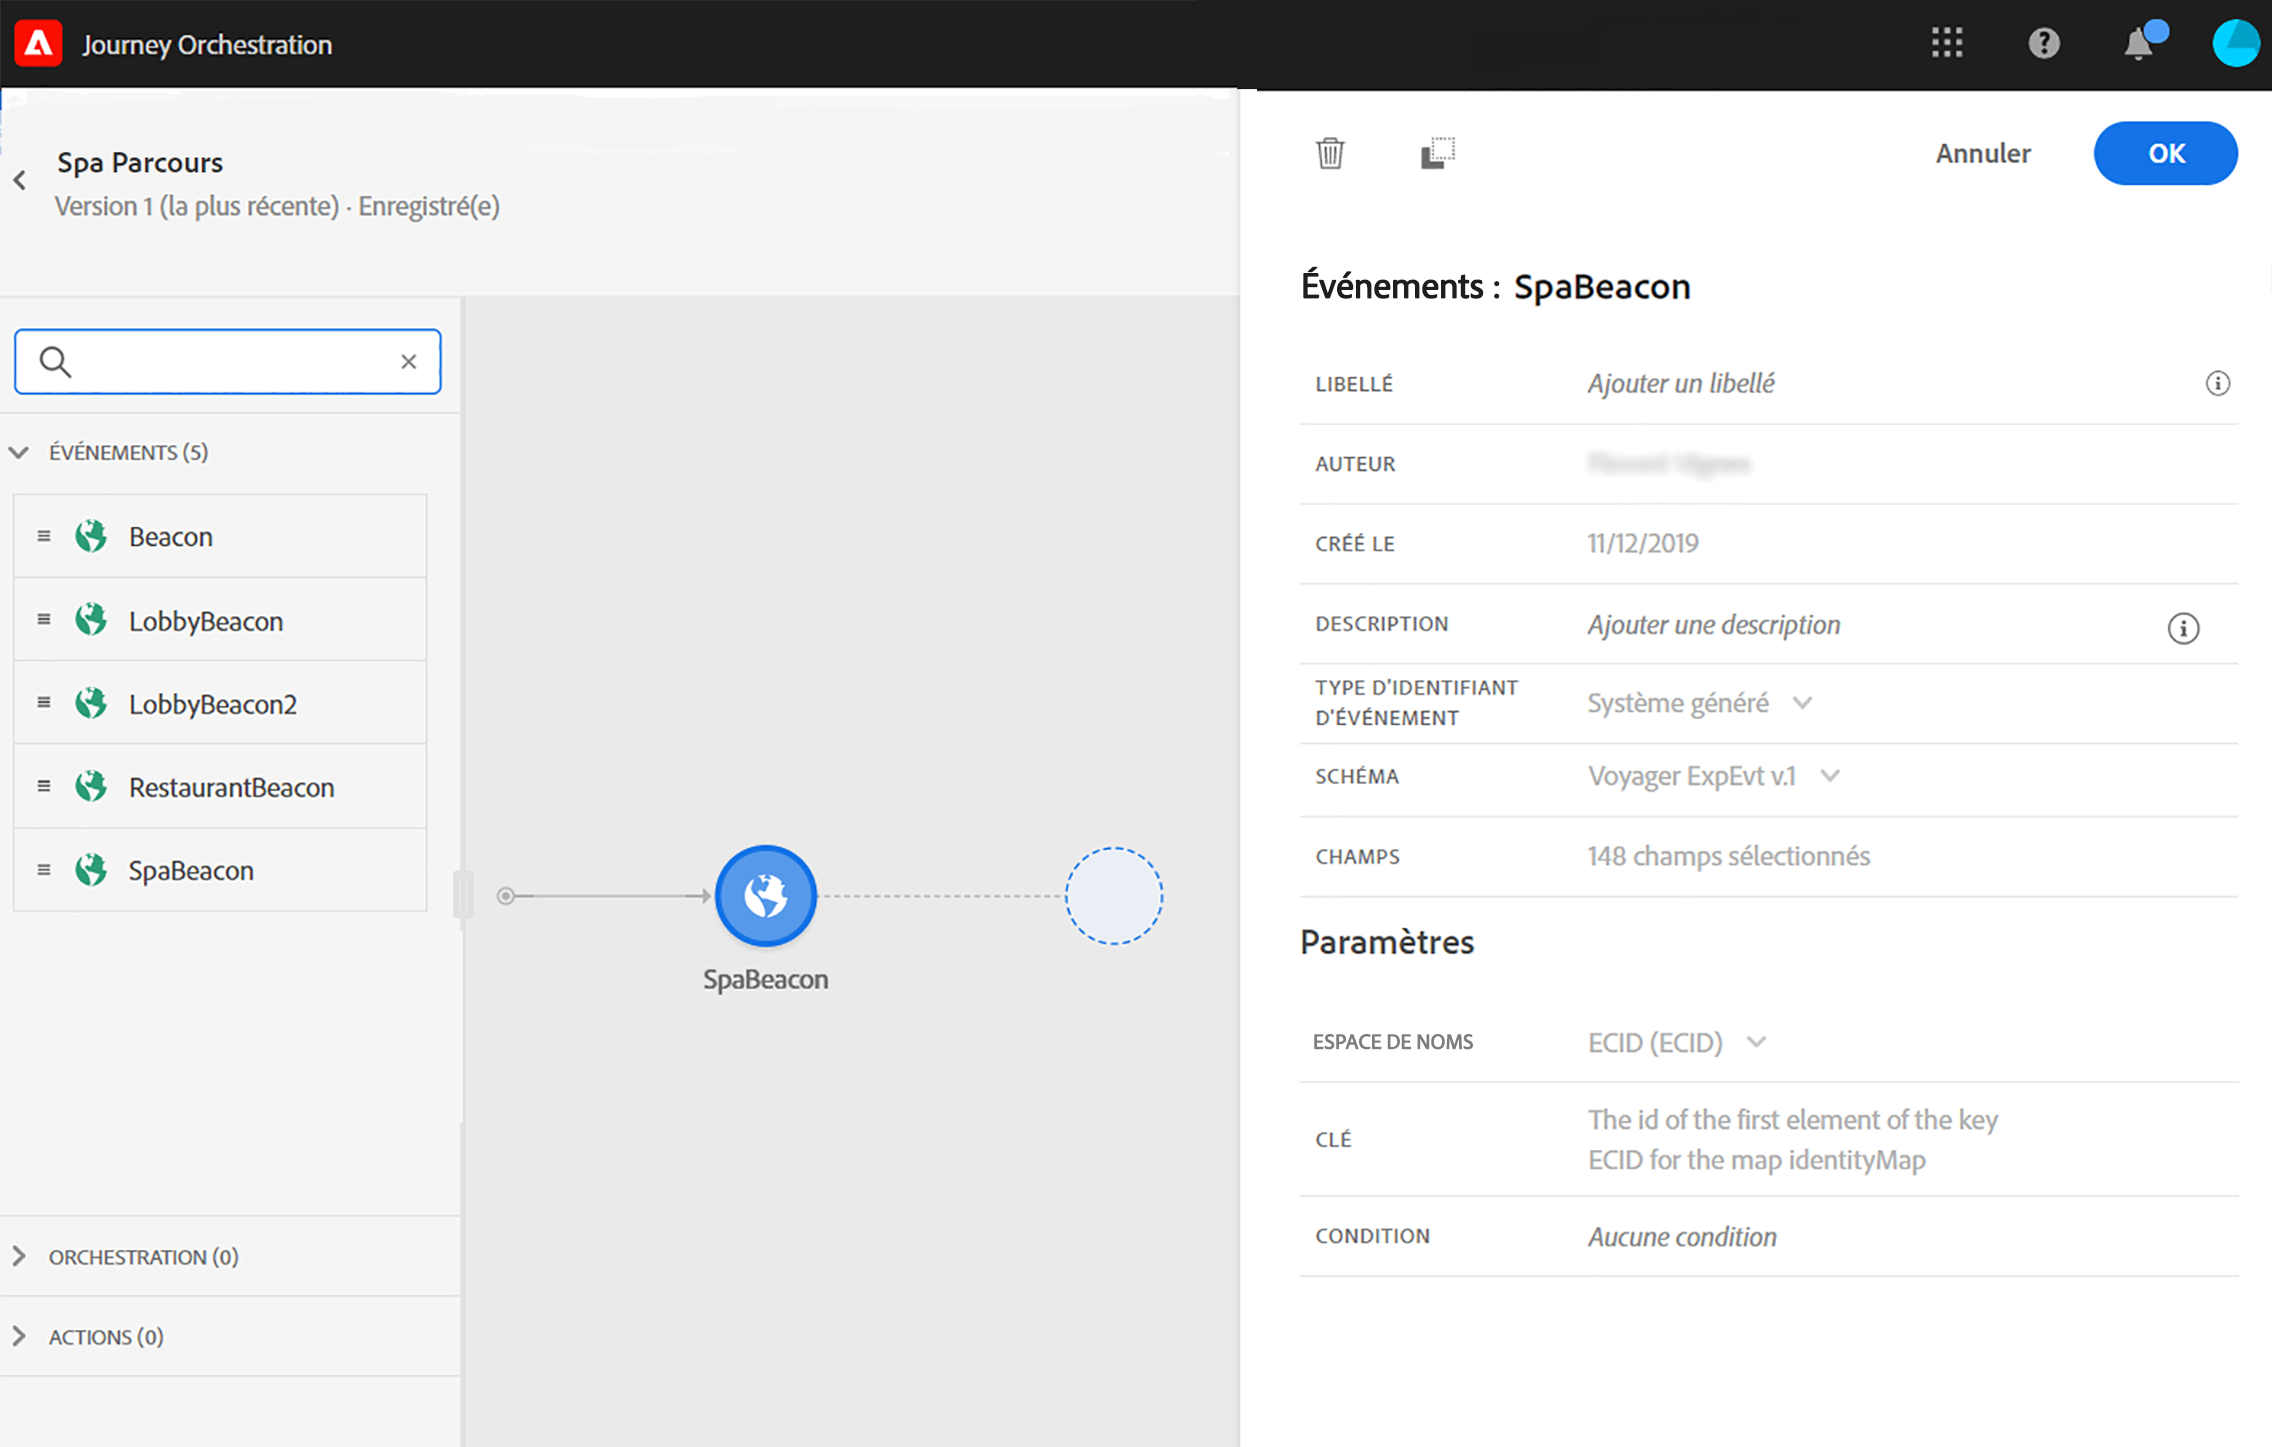 Journey Orchestration
Spa Parcours
Version 1 (la plus récente) · Enregistré(e)
ÉVÉNEMENTS (5)
Beacon
LobbyBeacon
LobbyBeacon2
RestaurantBeacon
SpaBeacon
ORCHESTRATION (0)
ACTIONS (0)
SpaBeacon
Annuler
OK
Événements : SpaBeacon
LIBELLÉ
Ajouter un libellé
AUTEUR
CRÉÉ LE
11/12/2019
DESCRIPTION
Ajouter une description
TYPE D'IDENTIFIANT
D'ÉVÉNEMENT
Système généré
SCHÉMA
Voyager ExpEvt v.1
CHAMPS
148 champs sélectionnés
Paramètres
ESPACE DE NOMS
ECID (ECID)
CLÉ
The id of the first element of the key
ECID for the map identityMap
CONDITION
Aucune condition